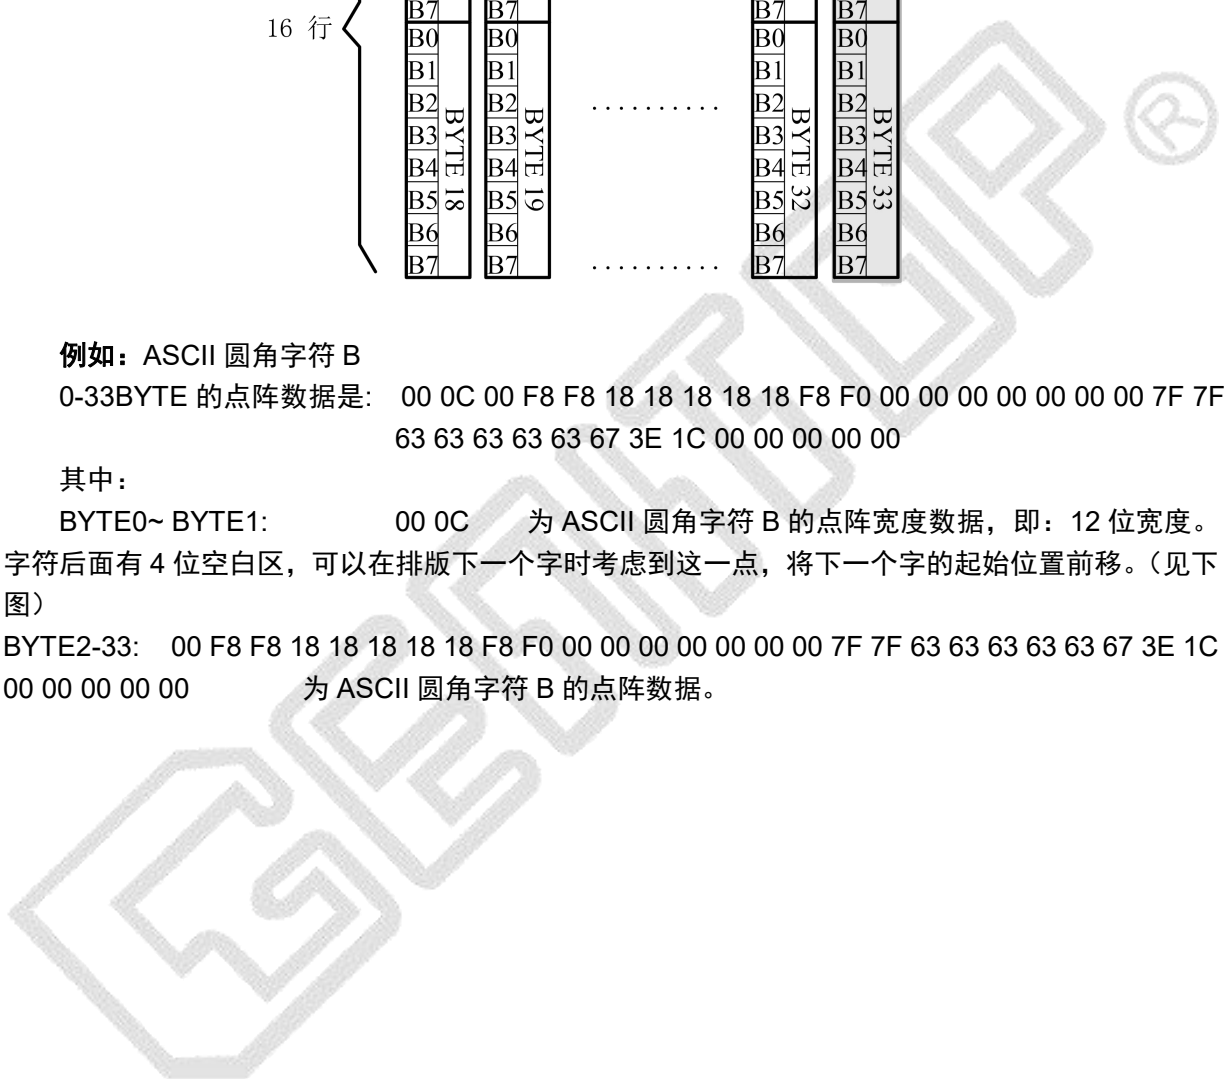 B7 B7 B7 B7
16 行
B0 B0 B0 B0
B1 B1 B1 B1
B2 B2 .......... B2 B2
B3 B3 B3 B3
B4 B4 B4 B4
B5 B5 B5 B5
B6 B6 B6 B6
B7 B7 .......... B7 B7
BYTE 18 BYTE 19 BYTE 32 BYTE 33
例如：ASCII 圆角字符 B
0-33BYTE 的点阵数据是: 00 0C 00 F8 F8 18 18 18 18 18 F8 F0 00 00 00 00 00 00 00 7F 7F
63 63 63 63 63 67 3E 1C 00 00 00 00 00
其中：
BYTE0~ BYTE1: 00 0C 为 ASCII 圆角字符 B 的点阵宽度数据，即：12 位宽度。
字符后面有 4 位空白区，可以在排版下一个字时考虑到这一点，将下一个字的起始位置前移。（见下
图）
BYTE2-33: 00 F8 F8 18 18 18 18 18 F8 F0 00 00 00 00 00 00 00 7F 7F 63 63 63 63 63 67 3E 1C
00 00 00 00 00 为 ASCII 圆角字符 B 的点阵数据。
GENITOP ®